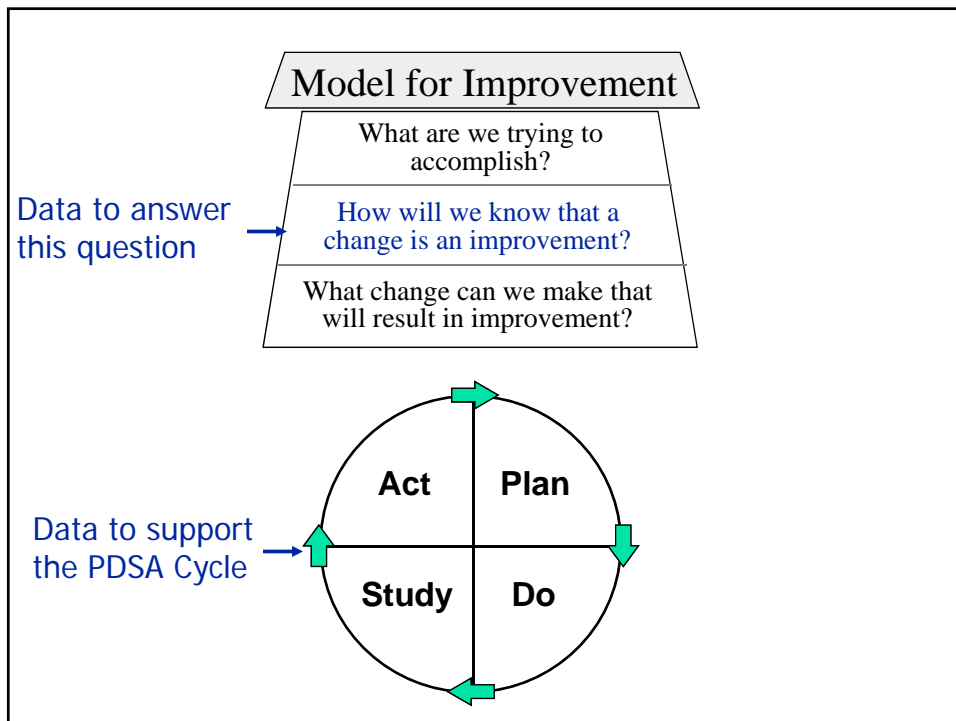 Model for Improvement
What are we trying to
accomplish?
Data to answer
this question
How will we know that a
change is an improvement?
What change can we make that
will result in improvement?
Act
Plan
Data to support
the PDSA Cycle
Study
Do